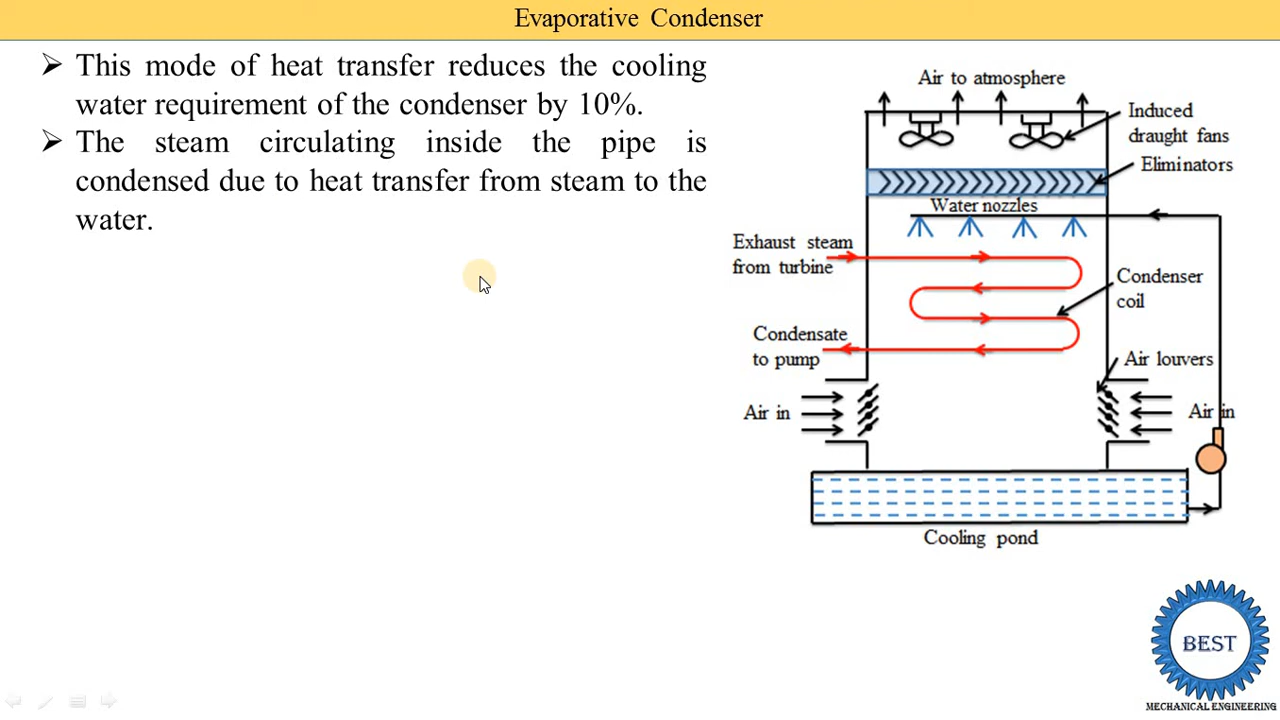 Evaporative Condenser
➢ This mode of heat transfer reduces the cooling
water requirement of the condenser by 10%.
➢ The steam circulating inside the pipe is
condensed due to heat transfer from steam to the
water.
Air to atmosphere
Induced
draught fans
Eliminators
Water nozzles
Exhaust steam
from turbine
Condenser
coil
Condensate
to pump
Air louvers
Air in
Air in
Cooling pond
BEST
MECHANICAL ENGINEERING